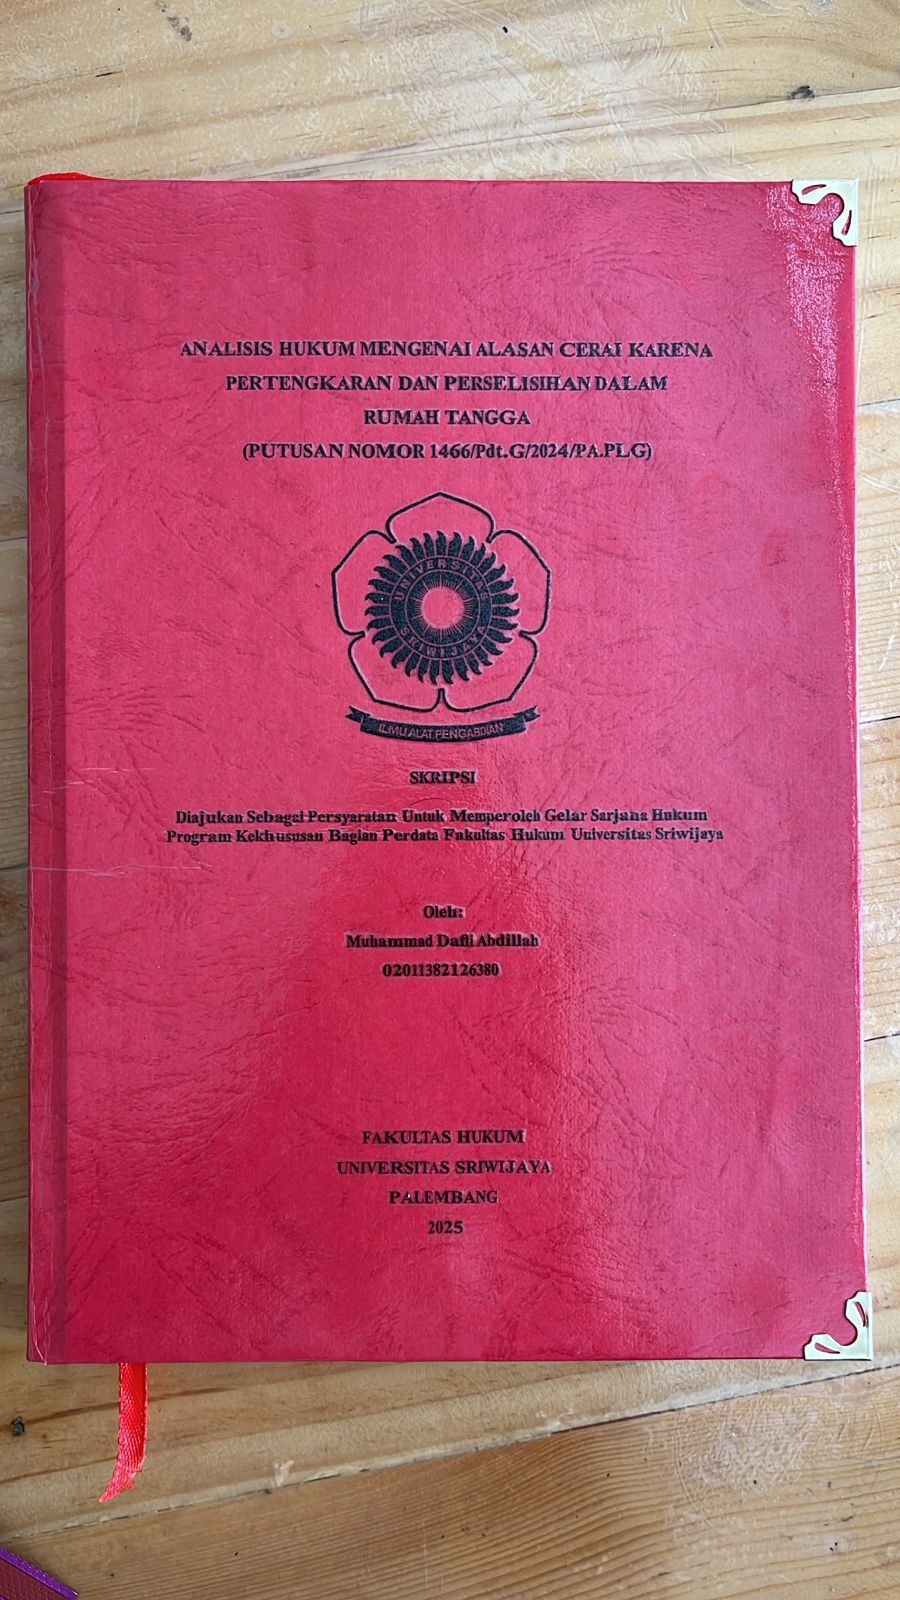 ANALISIS HUKUM MENGENAI ALASAN CERAI KARENA
PERTENGKARAN DAN PERSELISIHAN DALAM
RUMAH TANGGA
(PUTUSAN NOMOR 1466/Pdt.G/2024/PA.PLG)
UNIVERSITAS
SRIWIJAYA
ILMU ALAT PENGABDIAN
SKRIPSI
Diajukan Sebagai Persyaratan Untuk Memperoleh Gelar Sarjana Hukum
Program Kekhususan Bagian Perdata Fakultas Hukum Universitas Sriwijaya
Oleh:
Muhammad Dafli Abdillah
02011382126380
FAKULTAS HUKUM
UNIVERSITAS SRIWIJAYA
PALEMBANG
2025